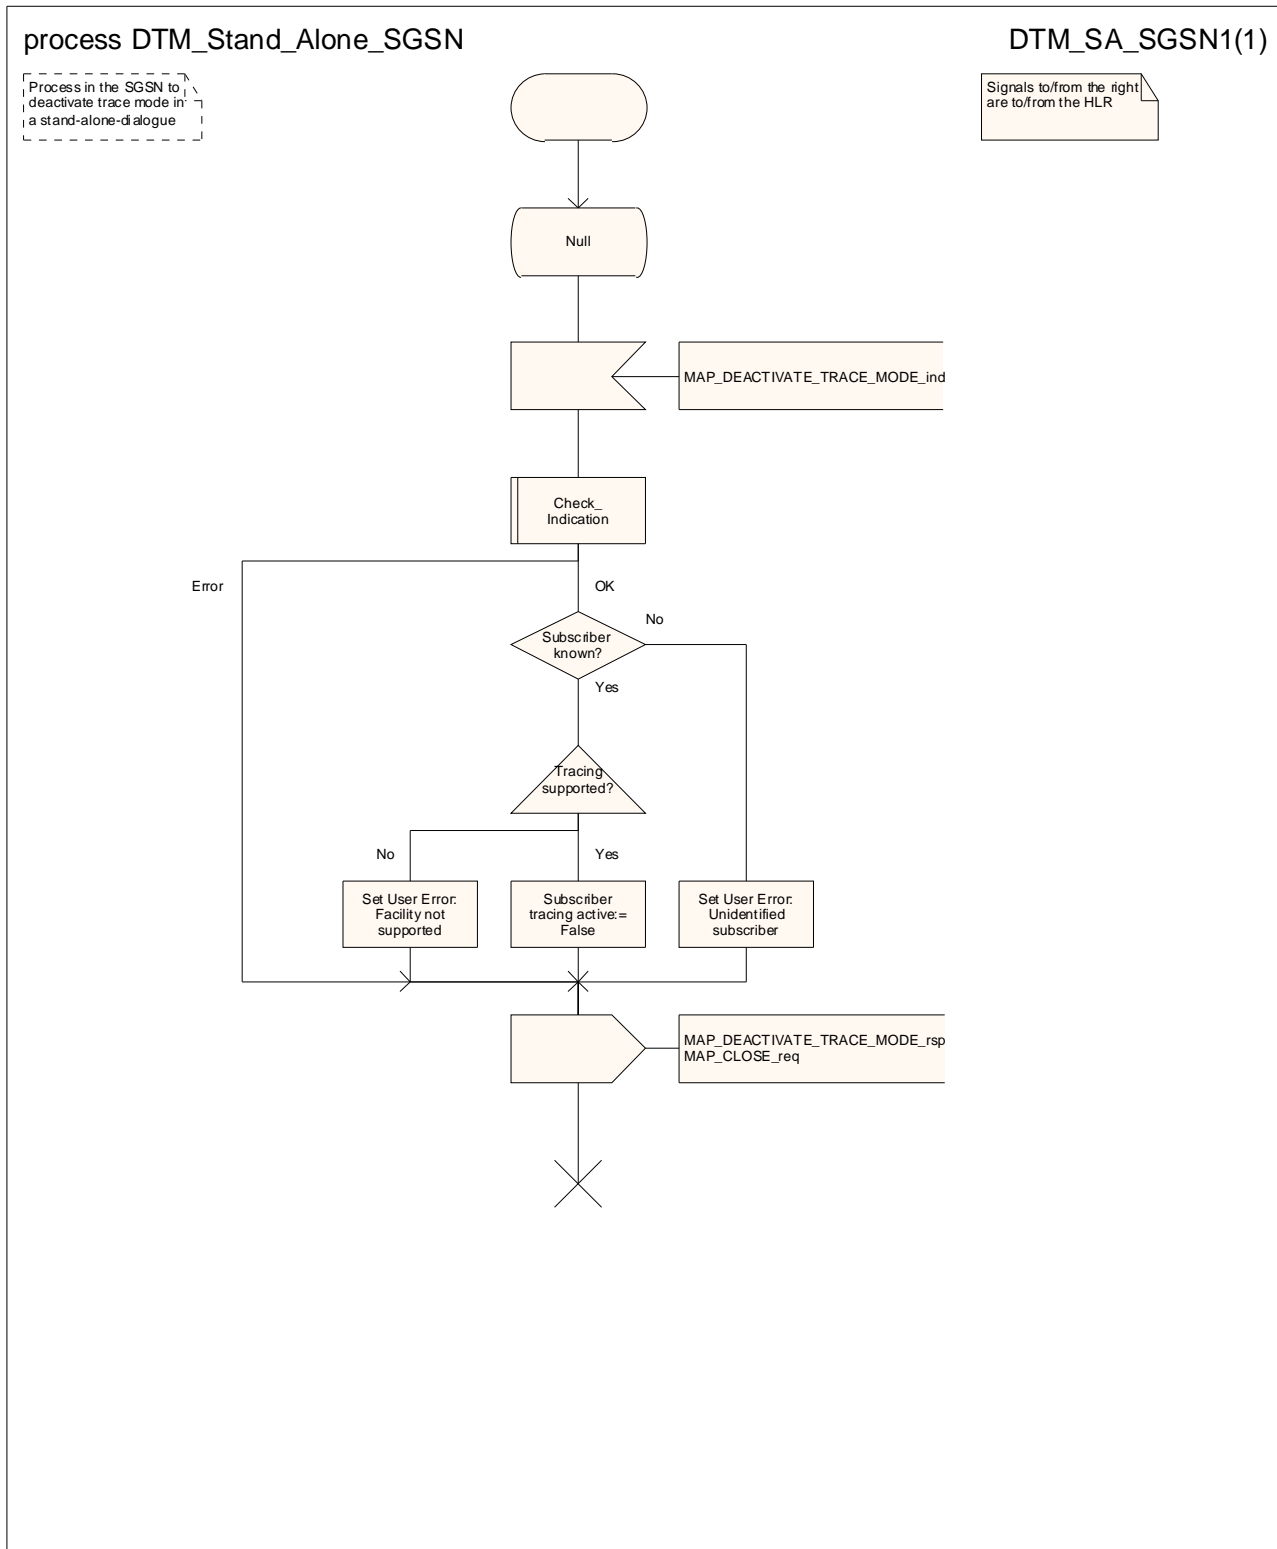 process DTM_Stand_Alone_SGSN
DTM_SA_SGSN1(1)
Process in the SGSN to
deactivate trace mode in
a stand-alone-dialogue
Signals to/from the right
are to/from the HLR
Null
MAP_DEACTIVATE_TRACE_MODE_ind
Check_
Indication
Error
OK
No
Subscriber
known?
Yes
Tracing
supported?
No
Yes
Set User Error:
Facility not
supported
Subscriber
tracing active:=
False
Set User Error:
Unidentified
subscriber
MAP_DEACTIVATE_TRACE_MODE_rsp
MAP_CLOSE_req